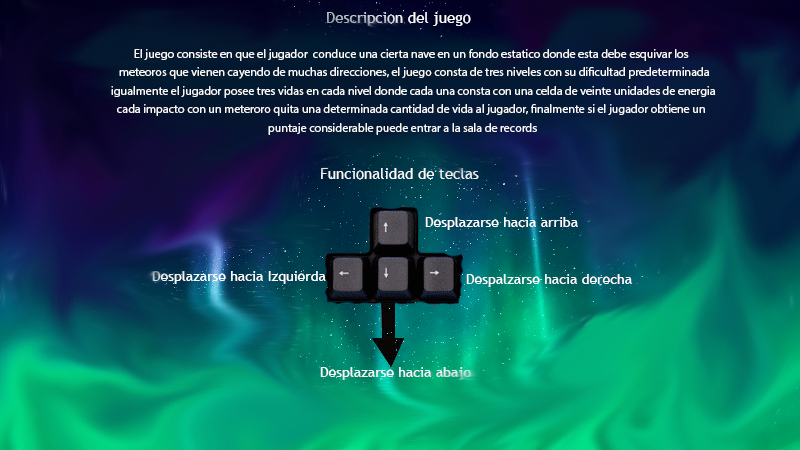 Descripcion del juego
El juego consiste en que el jugador conduce una cierta nave en un fondo estatico donde esta debe esquivar los
meteoros que vienen cayendo de muchas direcciones, el juego consta de tres niveles con su dificultad predeterminada
igualmente el jugador posee tres vidas en cada nivel donde cada una consta con una celda de veinte unidades de energia
cada impacto con un meteroro quita una determinada cantidad de vida al jugador, finalmente si el jugador obtiene un
puntaje considerable puede entrar a la sala de records
Funcionalidad de teclas
Desplazarse hacia arriba
↑
Desplazarse hacia Izquierda ← ↓ → Despalzarse hacia derecha
Desplazarse hacia abajo